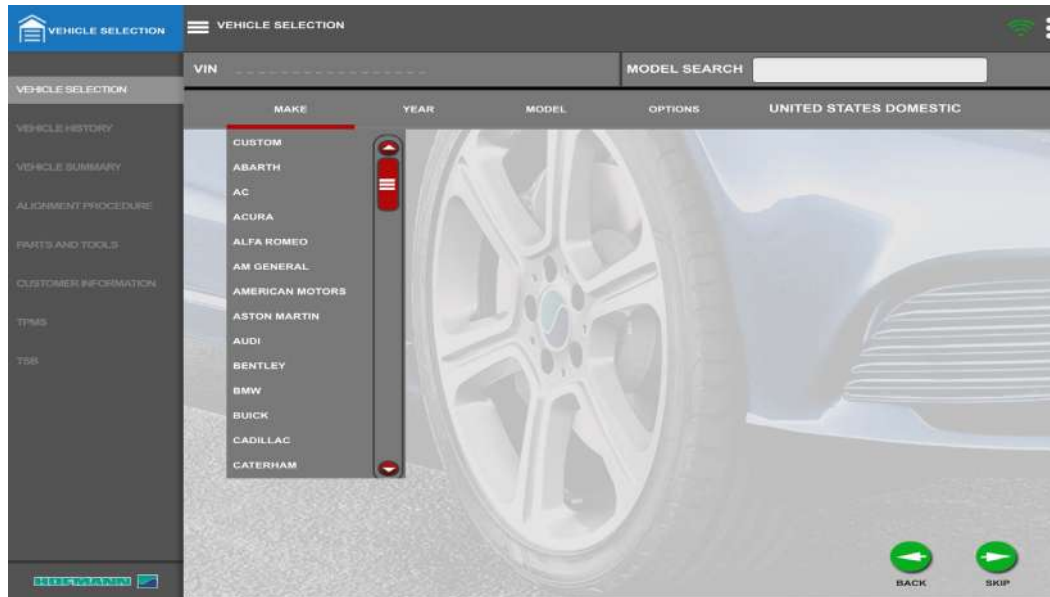 VEHICLE SELECTION
VEHICLE SELECTION
VIN
MODEL SEARCH
VEHICLE SELECTION
VEHICLE HISTORY
VEHICLE SUMMARY
ALIGNMENT PROCEDURE
PARTS AND TOOLS
CUSTOMER INFORMATION
TPMS
TSB
MAKE YEAR MODEL OPTIONS UNITED STATES DOMESTIC
CUSTOM
ABARTH
AC
ACURA
ALFA ROMEO
AM GENERAL
AMERICAN MOTORS
ASTON MARTIN
AUDI
BENTLEY
BMW
BUICK
CADILLAC
CATERHAM
HOFMANN
BACK SKIP